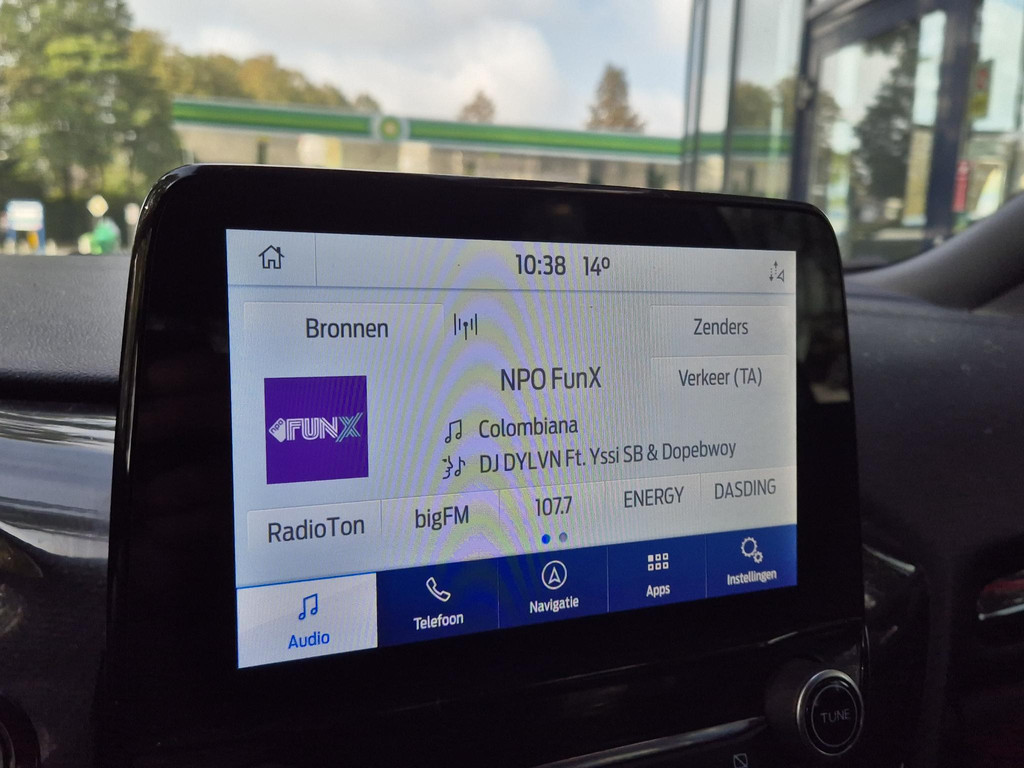 10:38 14º
Bronnen
Zenders
NPO FunX
Verkeer (TA)
NPO FUNX
Colombiana
DJ DYLVN Ft. Yssi SB & Dopebwoy
RadioTon
bigFM
107.7
ENERGY
DASDING
Audio
Telefoon
Navigatie
Apps
Instellingen
TUNE